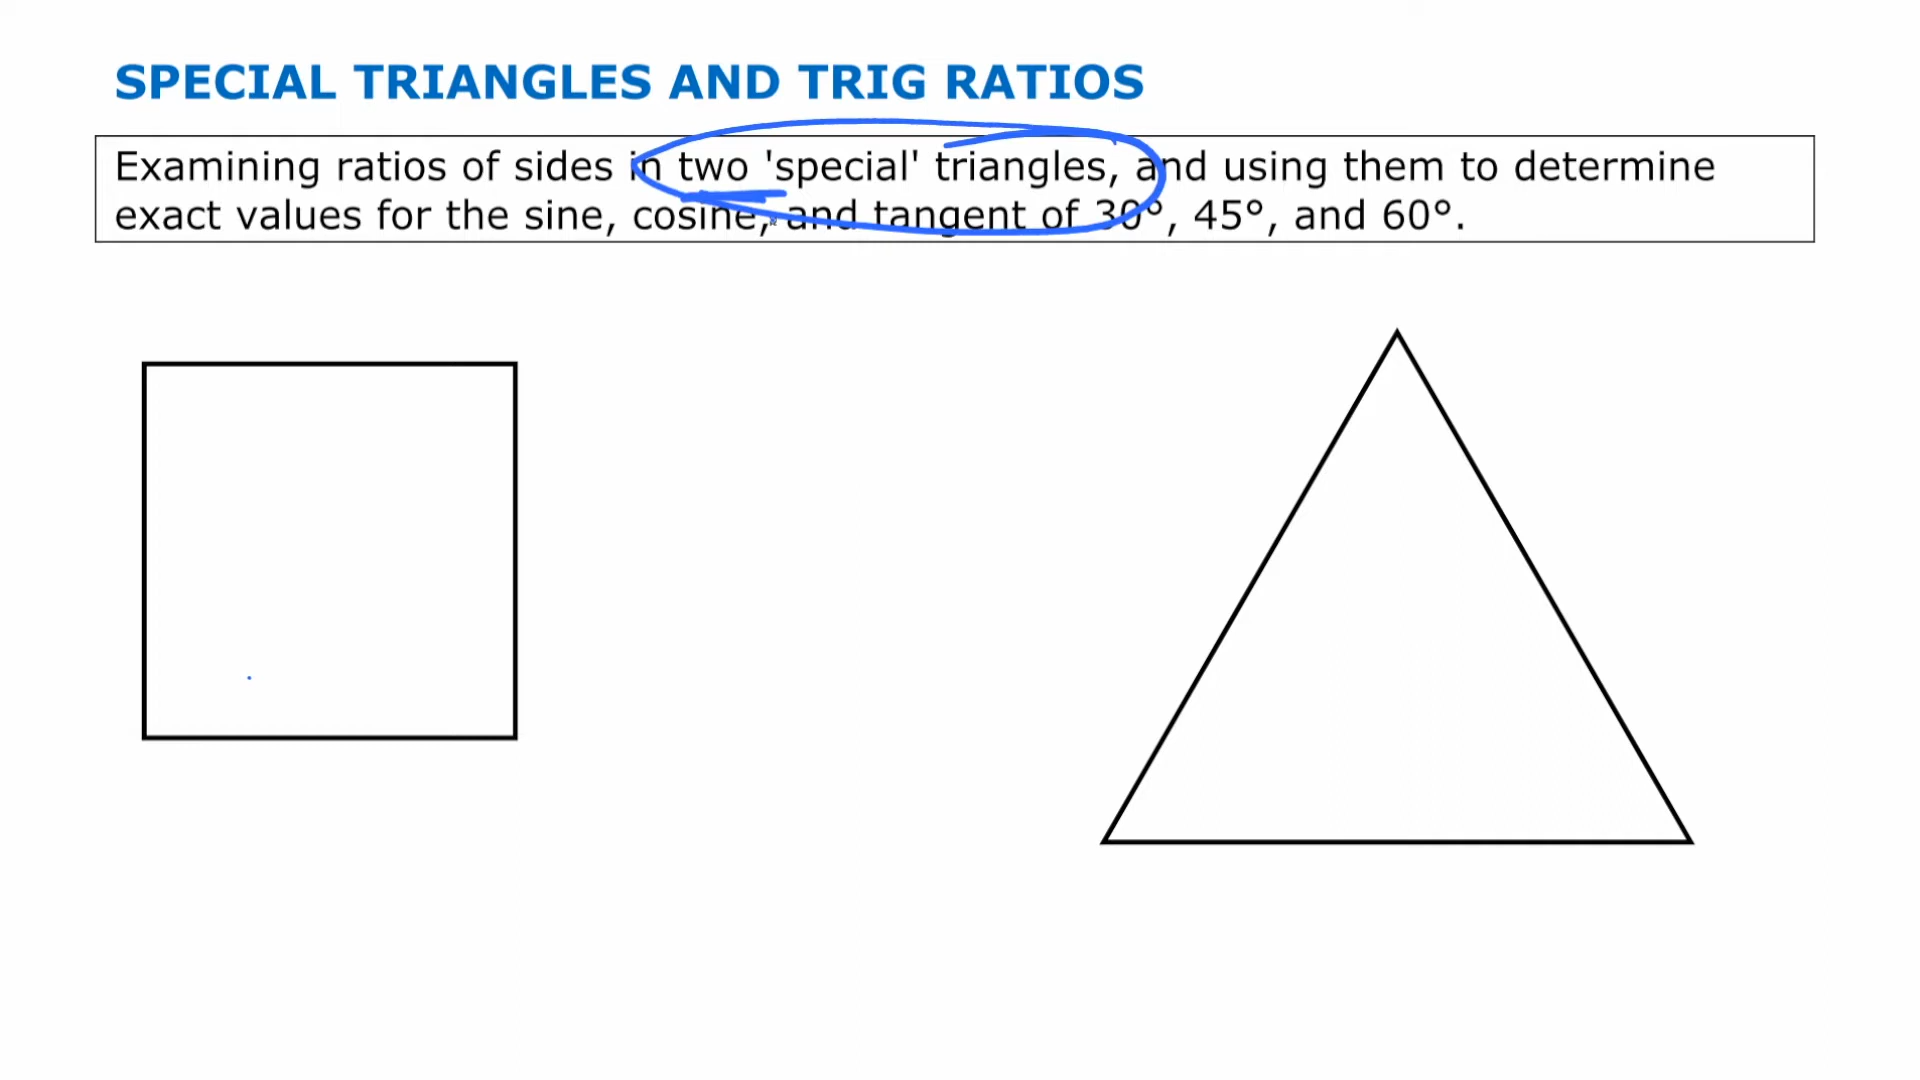 SPECIAL TRIANGLES AND TRIG RATIOS
Examining ratios of sides in two 'special' triangles, and using them to determine
exact values for the sine, cosine, and tangent of 30°, 45°, and 60°.